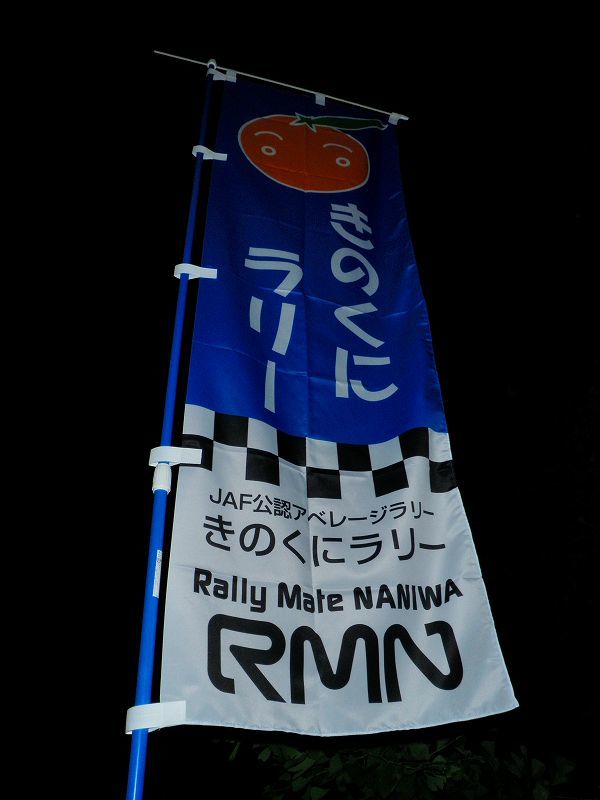 きのくに
ラリー
JAF公認アベレージラリー
きのくにラリー
Rally Mate NANIWA
RMN